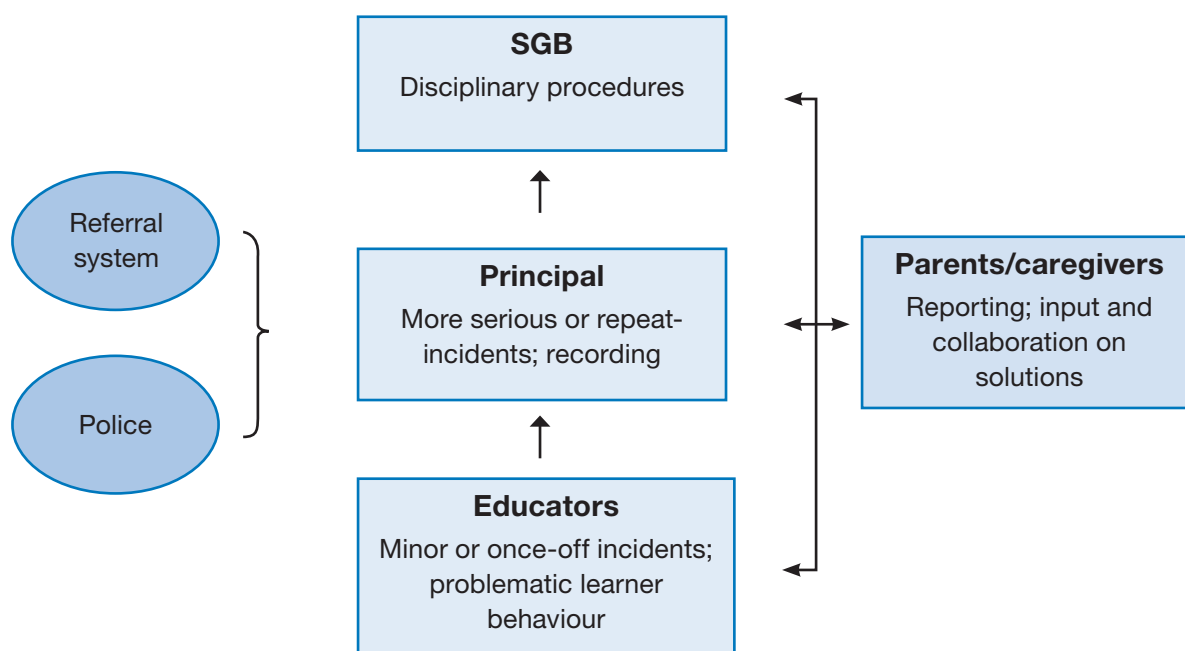 SGB
Disciplinary procedures
Referral
system
Police
Principal
More serious or repeat-
incidents; recording
Parents/caregivers
Reporting; input and
collaboration on
solutions
Educators
Minor or once-off incidents;
problematic learner
behaviour